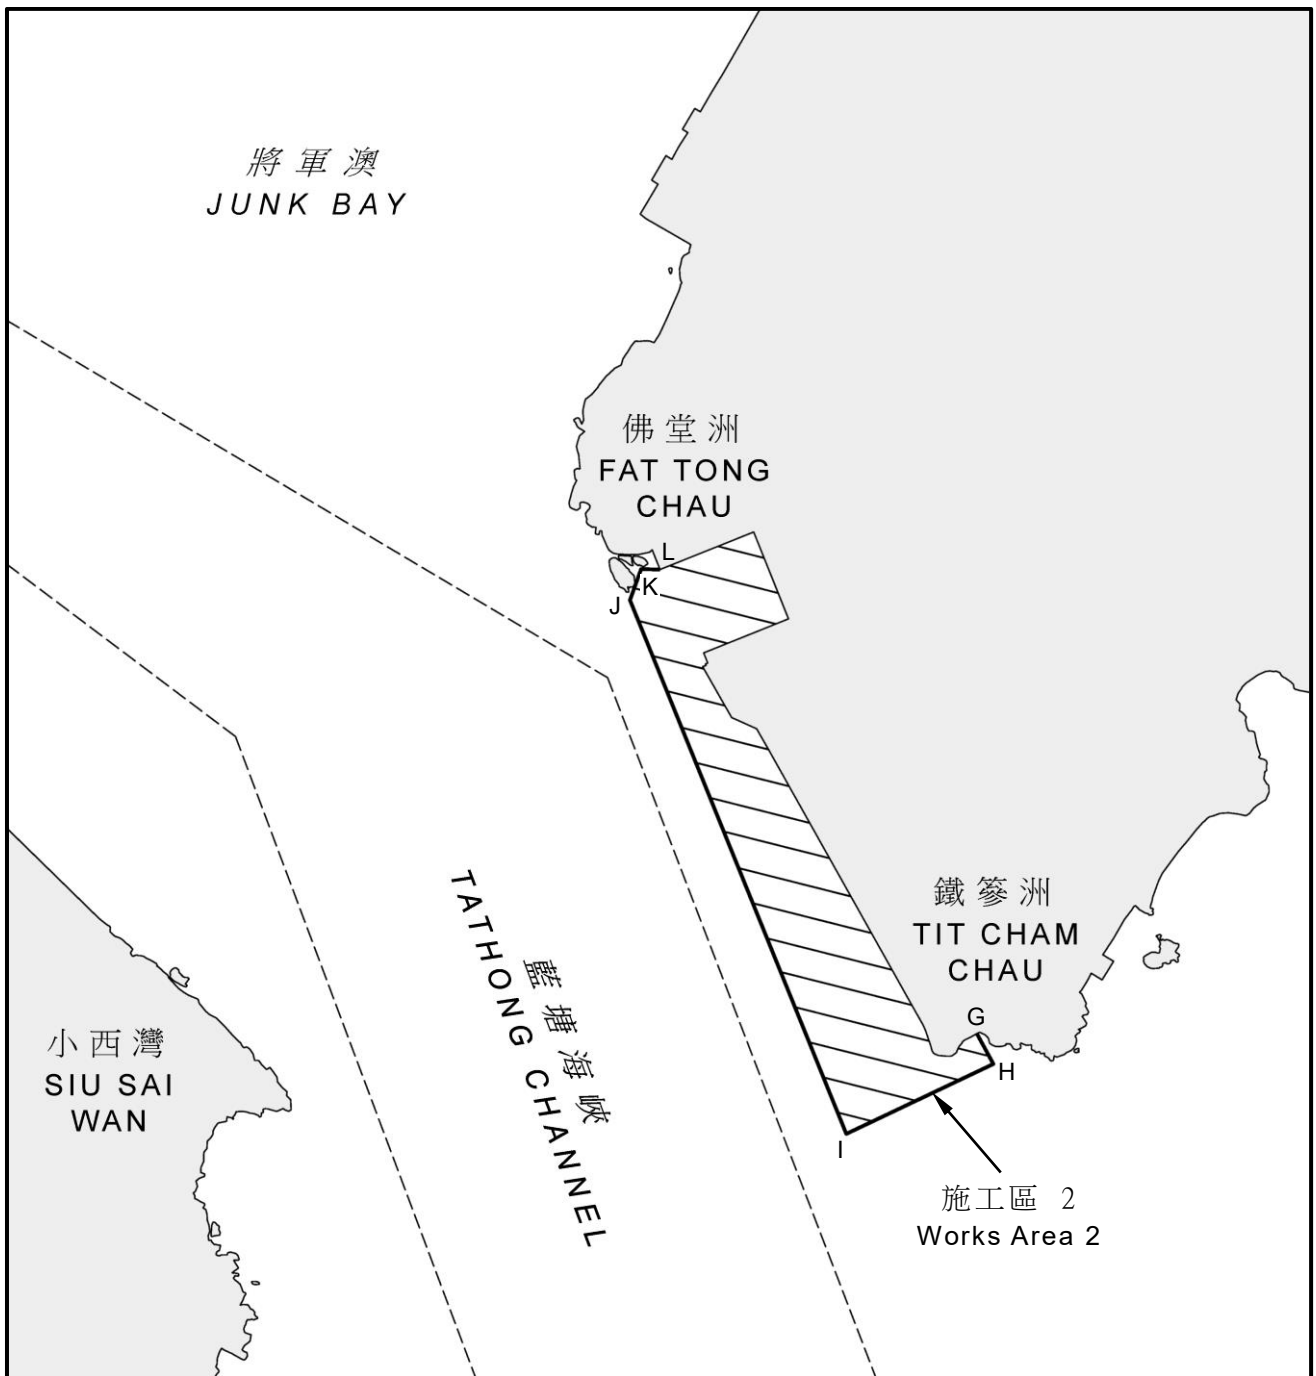 將軍澳
JUNK BAY
佛堂洲
FAT TONG
CHAU
L
K
J
鐵篸洲
TIT CHAM
CHAU
G
H
I
藍塘海峽
TATHONG CHANNEL
小西灣
SIU SAI
WAN
施工區 2
Works Area 2